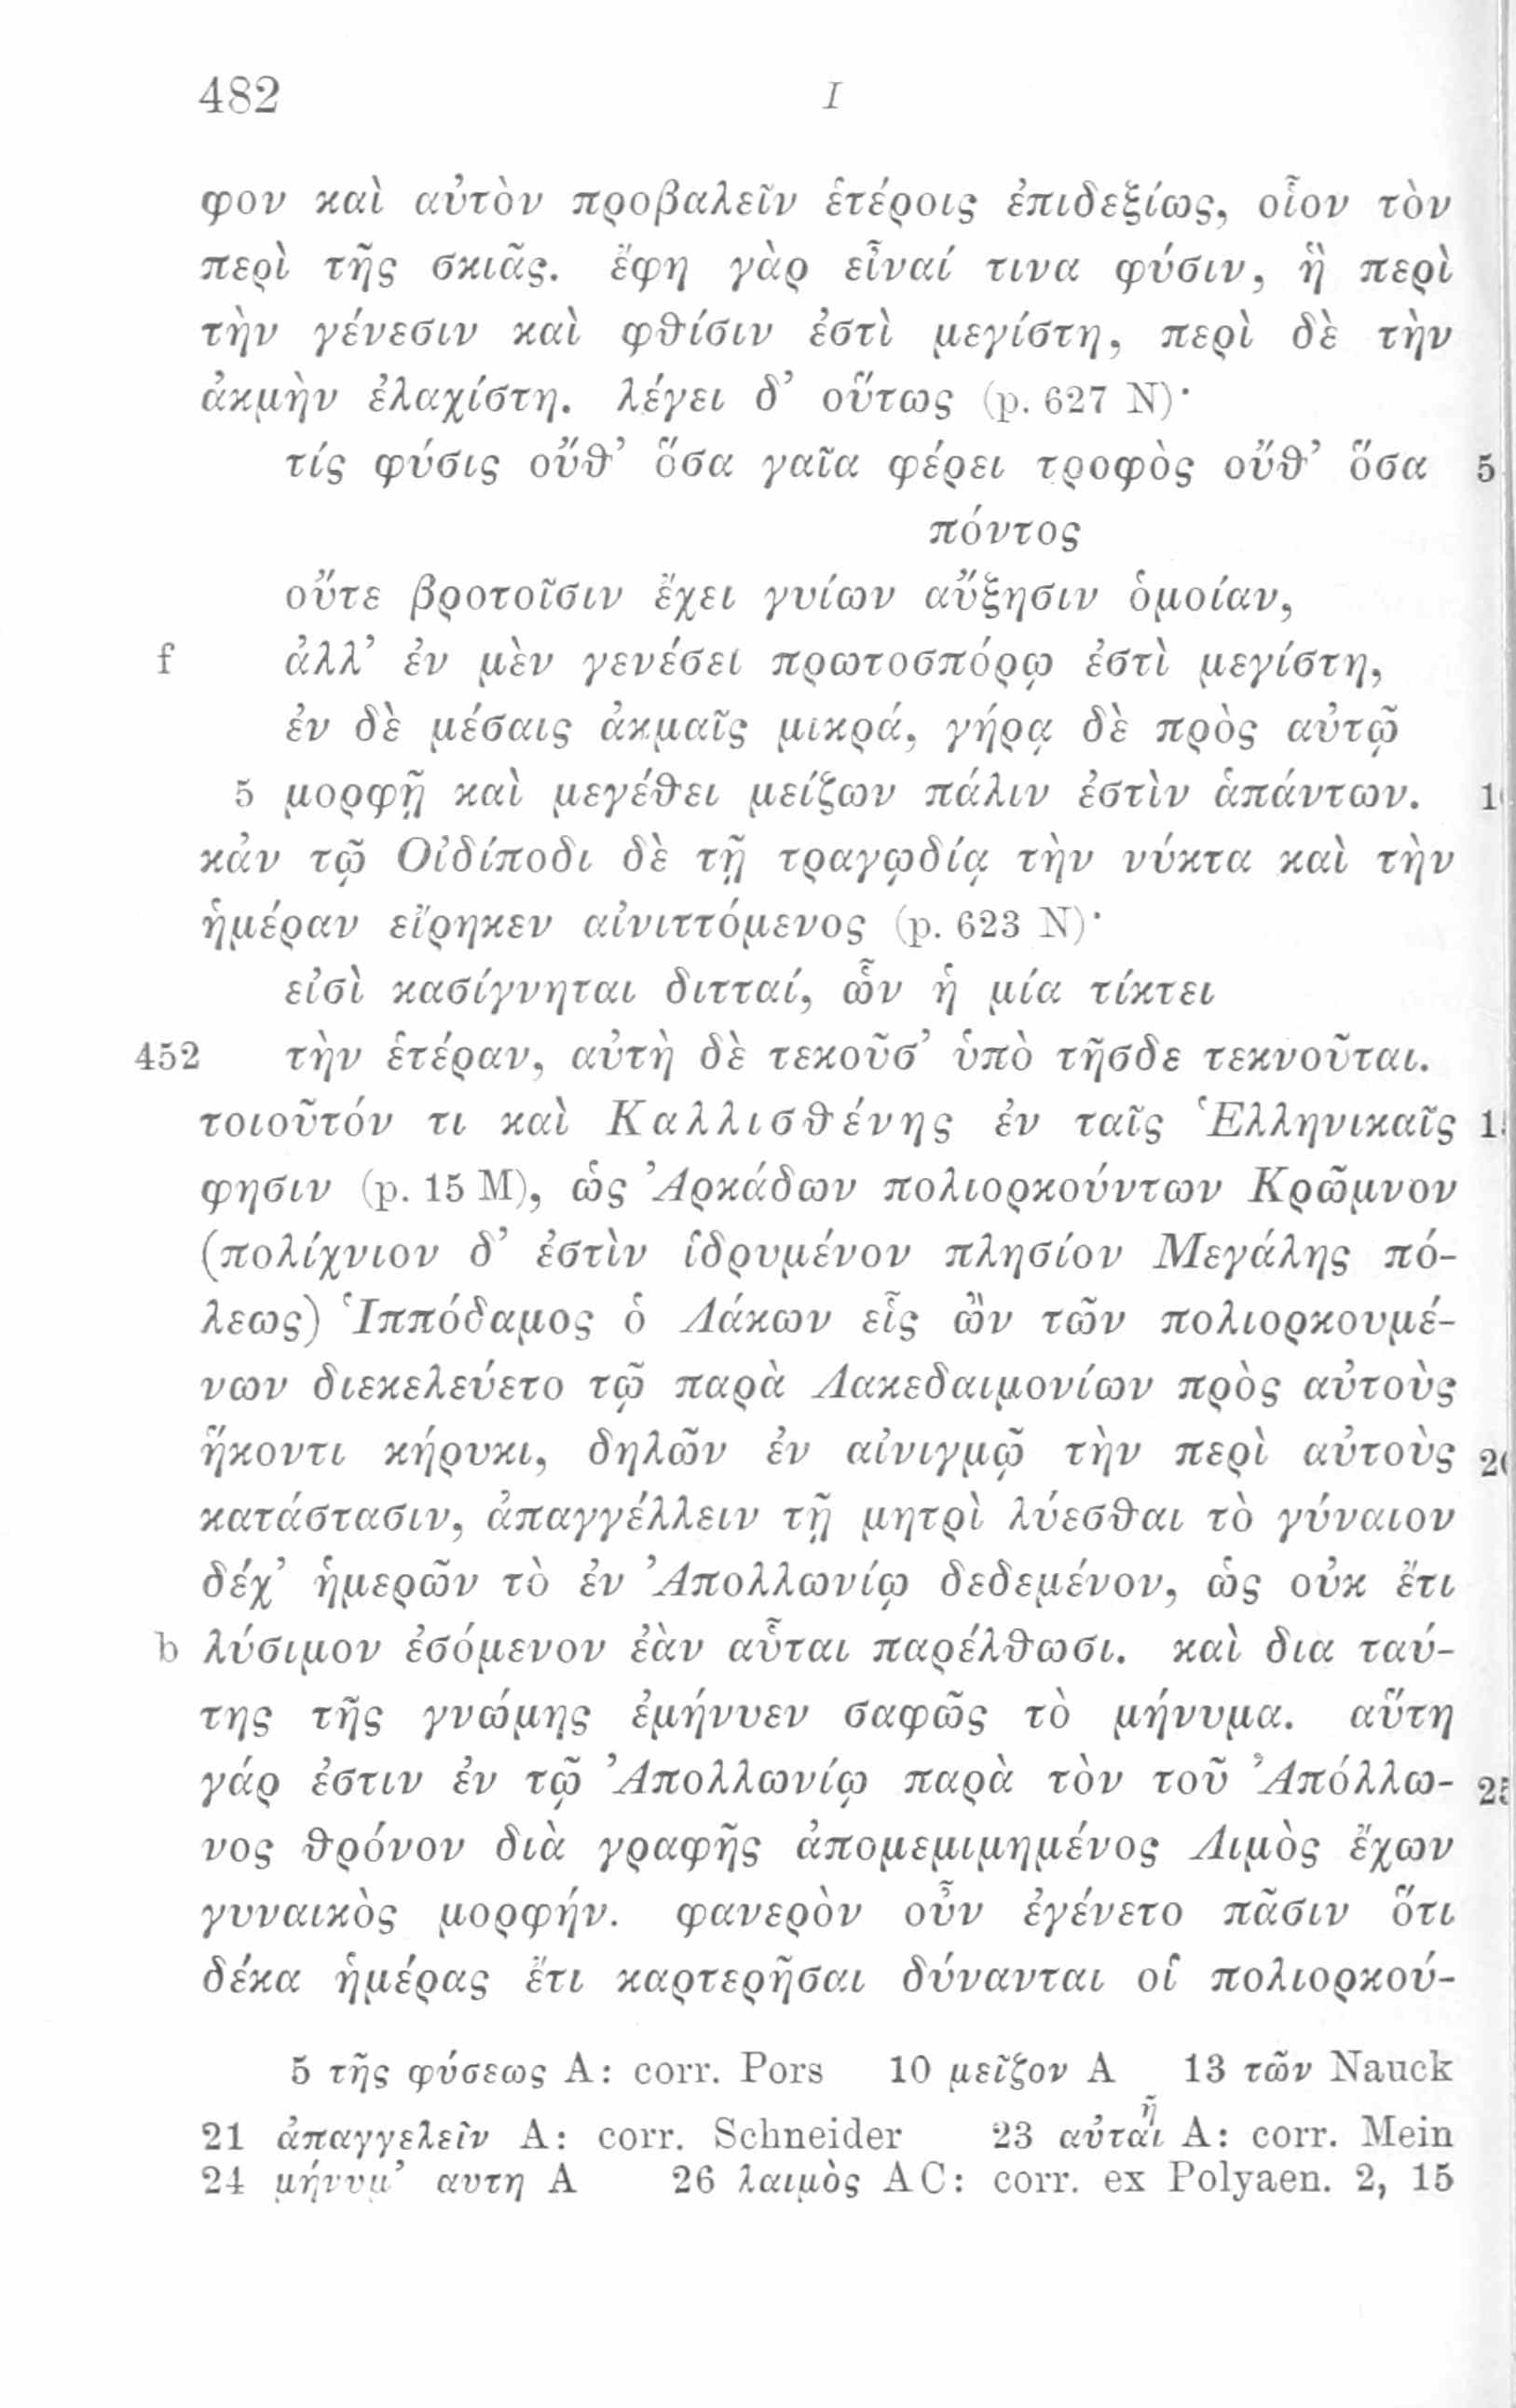 482 I
φον καὶ αὐτὸν προβαλεῖν ἑτέροις ἐπιδεξίως, οἷον τὸν
περὶ τῆς σκιᾶς. ἔφη γὰρ εἶναί τινα φύσιν, ἣ περὶ
τὴν γένεσιν καὶ φθίσιν ἐστὶ μεγίστη, περὶ δὲ τὴν
ἀκμὴν ἐλαχίστη. λέγει δ’ οὕτως (p. 627 N)·
τίς φύσις οὔθ’ ὅσα γαῖα φέρει τροφὸς οὔθ’ ὅσα 5
πόντος
οὔτε βροτοῖσιν ἔχει γυίων αὔξησιν ὁμοίαν,
f ἀλλ’ ἐν μὲν γενέσει πρωτοσπόρῳ ἐστὶ μεγίστη,
ἐν δὲ μέσαις ἀκμαῖς μικρά, γήρᾳ δὲ πρὸς αὐτῷ
5 μορφῇ καὶ μεγέθει μείζων πάλιν ἐστὶν ἁπάντων. 1
κἀν τῷ Οἰδίποδι δὲ τῇ τραγῳδίᾳ τὴν νύκτα καὶ τὴν
ἡμέραν εἴρηκεν αἰνιττόμενος (p. 623 N)·
εἰσὶ κασίγνηται διτταί, ὧν ἡ μία τίκτει
452 τὴν ἑτέραν, αὐτὴ δὲ τεκοῦσ’ ὑπὸ τῆσδε τεκνοῦται.
τοιοῦτόν τι καὶ Καλλισθένης ἐν ταῖς Ἑλληνικαῖς 1
φησιν (p. 15 M), ὡς Ἀρκάδων πολιορκούντων Κρῶμνον
(πολίχνιον δ’ ἐστὶν ἱδρυμένον πλησίον Μεγάλης πό-
λεως) Ἱππόδαμος ὁ Λάκων εἷς ὢν τῶν πολιορκουμέ-
νων διεκελεύετο τῷ παρὰ Λακεδαιμονίων πρὸς αὐτοὺς
ἥκοντι κήρυκι, δηλῶν ἐν αἰνιγμῷ τὴν περὶ αὐτοὺς 2
κατάστασιν, ἀπαγγέλλειν τῇ μητρὶ λύεσθαι τὸ γύναιον
δέχ’ ἡμερῶν τὸ ἐν Ἀπολλωνίῳ δεδεμένον, ὡς οὐκ ἔτι
b λύσιμον ἐσόμενον ἐὰν αὗται παρέλθωσι. καὶ δια ταύ-
της τῆς γνώμης ἐμήνυεν σαφῶς τὸ μήνυμα. αὕτη
γάρ ἐστιν ἐν τῷ Ἀπολλωνίῳ παρὰ τὸν τοῦ Ἀπόλλω- 25
νος θρόνον διὰ γραφῆς ἀπομεμιμημένος Λιμὸς ἔχων
γυναικὸς μορφήν. φανερὸν οὖν ἐγένετο πᾶσιν ὅτι
δέκα ἡμέρας ἔτι καρτερῆσαι δύνανται οἱ πολιορκού-
5 τῆς φύσεως A: corr. Pors 10 μεῖζον A 13 τῶν Nauck
21 ἀπαγγελεῖν A: corr. Schneider 23 A: corr. Mein
24 μήνυμ’ αυτη A 26 λαιμὸς AC: corr. ex Polyaen. 2, 15